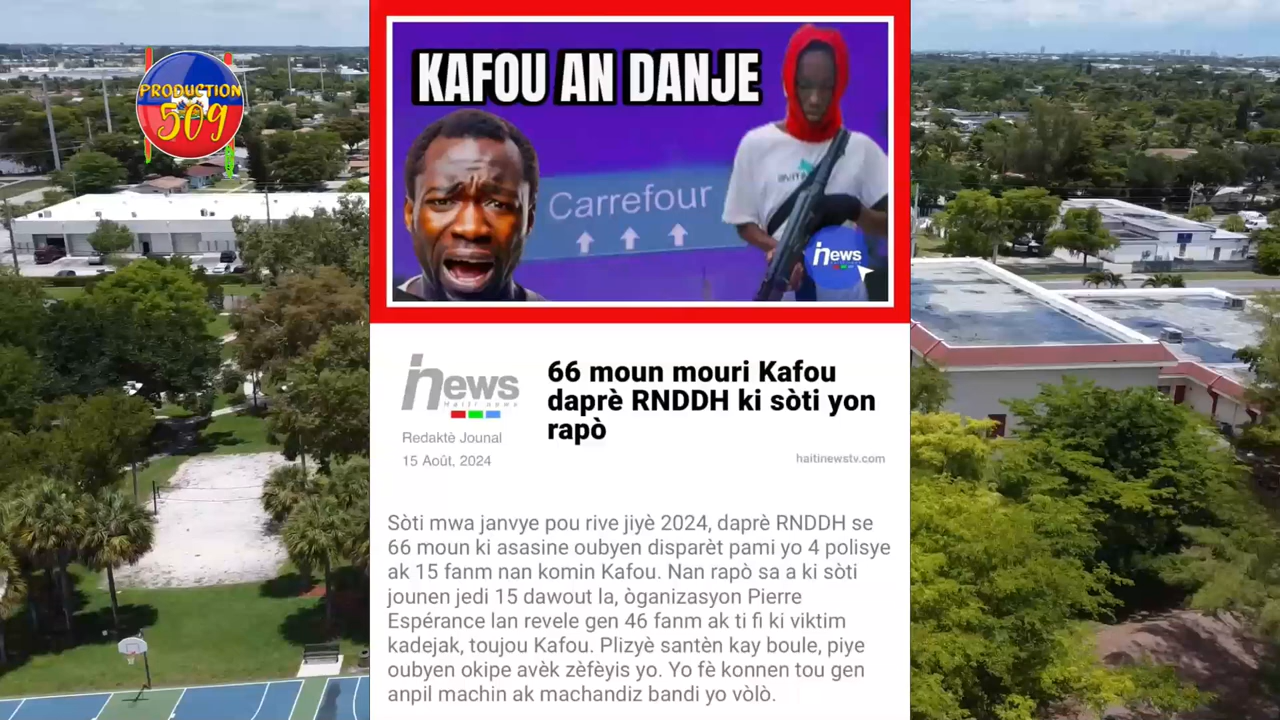 PRODUCTION
509
KAFOU AN DANJE
Carrefour
inews
inews
Haiti news
66 moun mouri Kafou
daprè RNDDH ki sòti yon
rapò
Redaktè Jounal
15 Août, 2024
haitinewstv.com
Sòti mwa janvye pou rive jiyè 2024, daprè RNDDH se
66 moun ki asasine oubyen disparèt pami yo 4 polisye
ak 15 fanm nan komin Kafou. Nan rapò sa a ki sòti
jounen jedi 15 dawout la, òganizasyon Pierre
Espérance lan revele gen 46 fanm ak ti fi ki viktim
kadejak, toujou Kafou. Plizyè santèn kay boule, piye
oubyen okipe avèk zèfèyis yo. Yo fè konnen tou gen
anpil machin ak machandiz bandi yo vòlò.